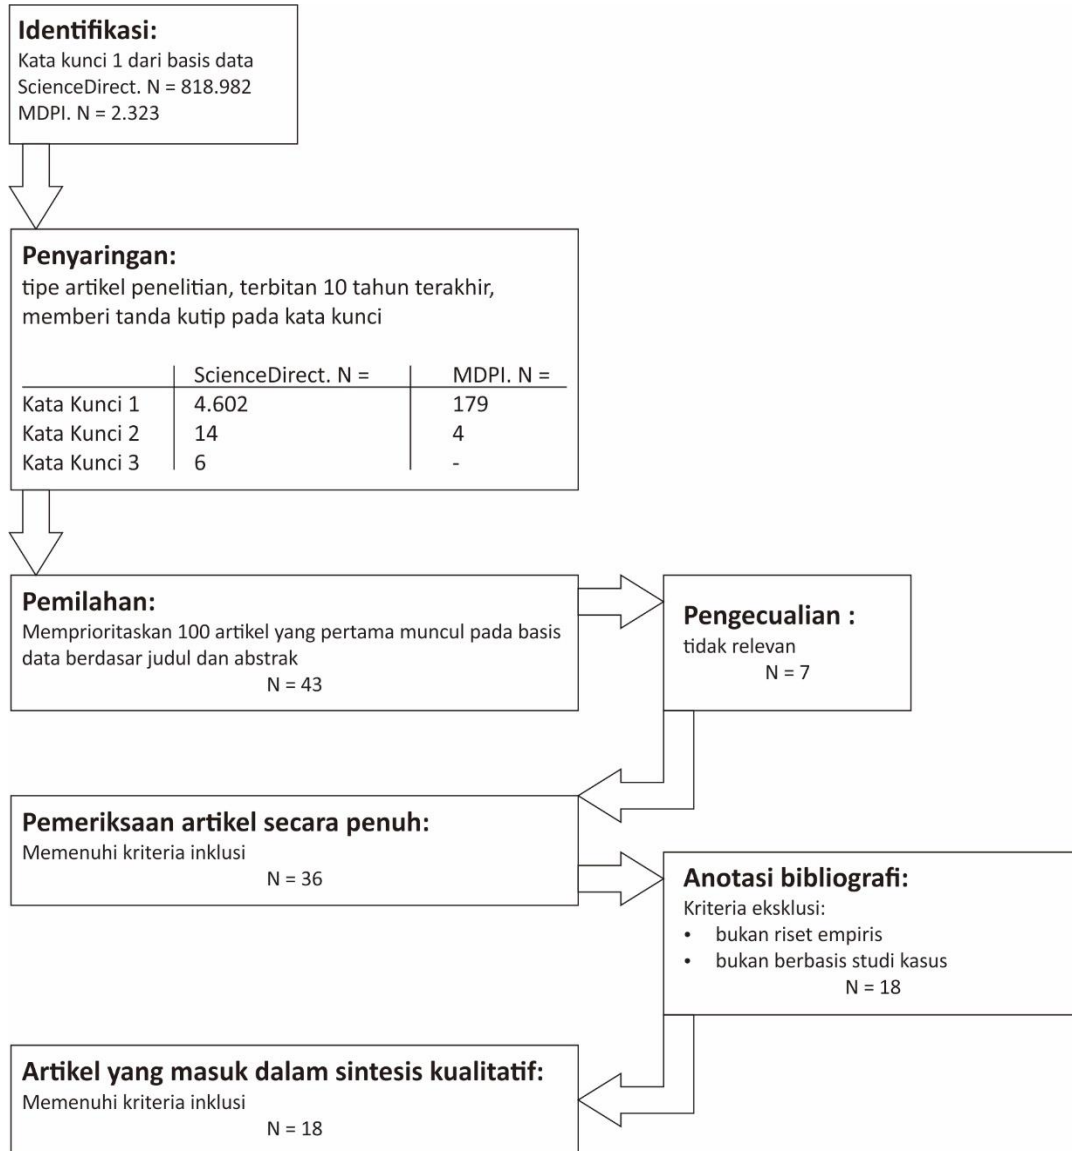 Identifikasi:
Kata kunci 1 dari basis data
ScienceDirect. N = 818.982
MDPI. N = 2.323
Penyaringan:
tipe artikel penelitian, terbitan 10 tahun terakhir,
memberi tanda kutip pada kata kunci
ScienceDirect. N = MDPI. N =
Kata Kunci 1 4.602 179
Kata Kunci 2 14 4
Kata Kunci 3 6 -
Pemilahan:
Memprioritaskan 100 artikel yang pertama muncul pada basis
data berdasar judul dan abstrak
N = 43
Pengecualian :
tidak relevan
N = 7
Pemeriksaan artikel secara penuh:
Memenuhi kriteria inklusi
N = 36
Anotasi bibliografi:
Kriteria eksklusi:
• bukan riset empiris
• bukan berbasis studi kasus
N = 18
Artikel yang masuk dalam sintesis kualitatif:
Memenuhi kriteria inklusi
N = 18